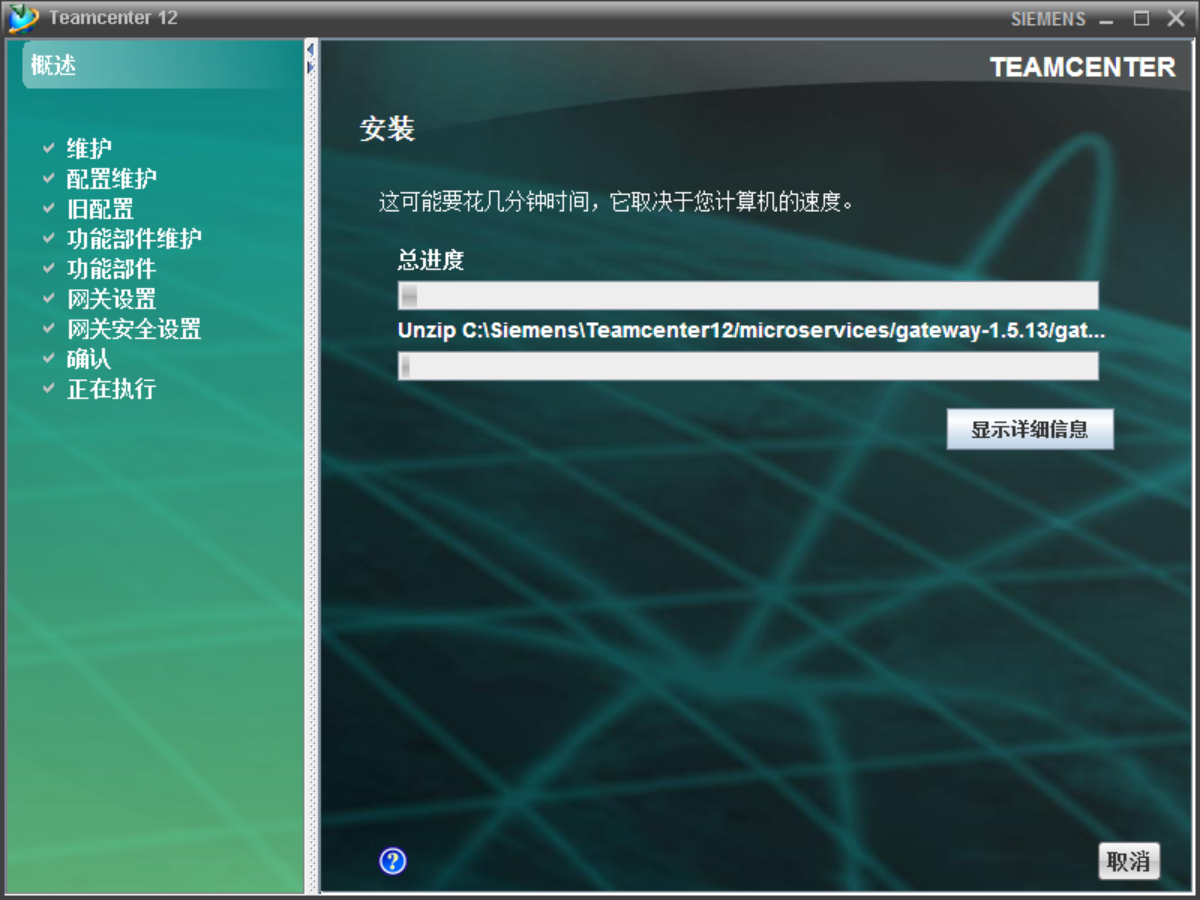 Teamcenter 12
SIEMENS
概述
维护
配置维护
旧配置
功能部件维护
功能部件
网关设置
网关安全设置
确认
正在执行
TEAMCENTER
安装
这可能要花几分钟时间，它取决于您计算机的速度。
总进度
Unzip C:\Siemens\Teamcenter12/microservices/gateway-1.5.13/gat...
显示详细信息
?
取消